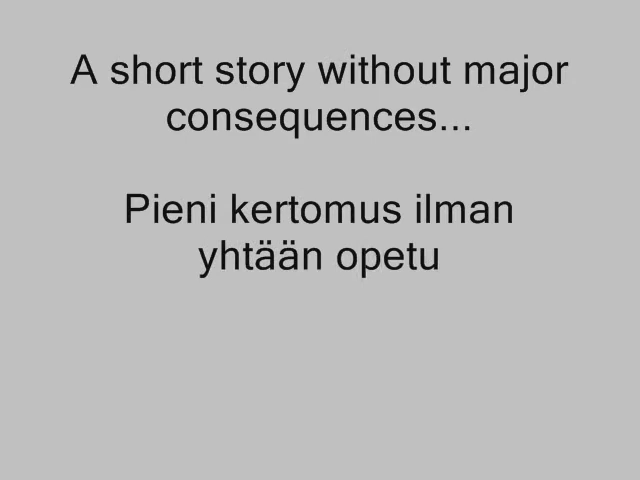 A short story without major
consequences...
Pieni kertomus ilman
yhtään opetu